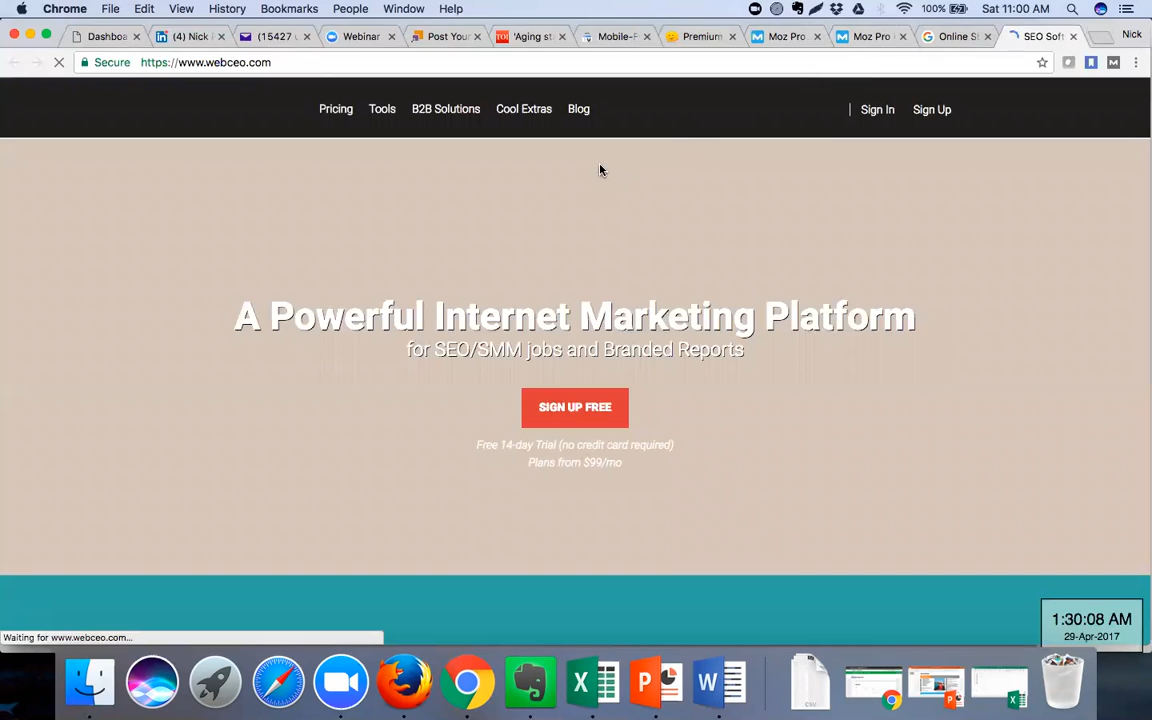 Chrome File Edit View History Bookmarks People Window Help 100% Sat 11:00 AM
Dashboa (4) Nick (15427 u Webinar Post Your 'Aging st Mobile-F Premium Moz Pro Moz Pro Online S SEO Soft Nick
Secure https://www.webceo.com
Pricing Tools B2B Solutions Cool Extras Blog | Sign In Sign Up
A Powerful Internet Marketing Platform
for SEO/SMM jobs and Branded Reports
SIGN UP FREE
Free 14-day Trial (no credit card required)
Plans from $99/mo
1:30:08 AM
29-Apr-2017
Waiting for www.webceo.com...
CSV